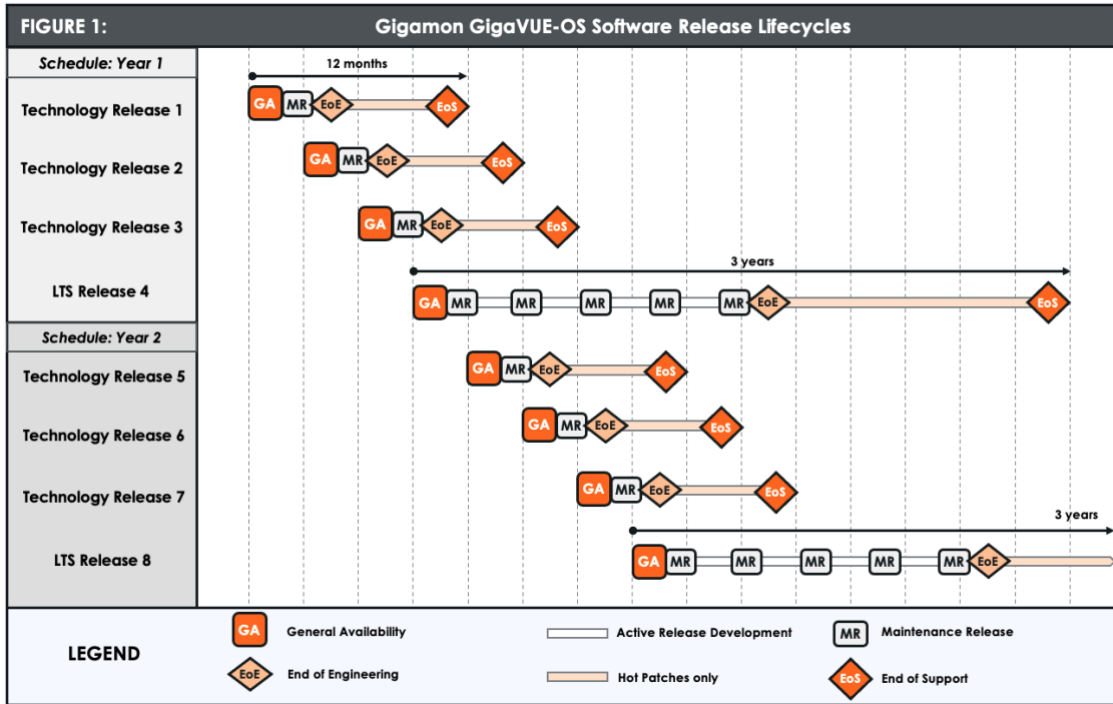 FIGURE 1: Gigamon GigaVUE-OS Software Release Lifecycles
Schedule: Year 1
12 months
Technology Release 1 GA MR EoE EoS
Technology Release 2 GA MR EoE EoS
Technology Release 3 GA MR EoE EoS
3 years
LTS Release 4 GA MR MR MR MR MR EoE EoS
Schedule: Year 2
Technology Release 5 GA MR EoE EoS
Technology Release 6 GA MR EoE EoS
Technology Release 7 GA MR EoE EoS
3 years
LTS Release 8 GA MR MR MR MR MR EoE
LEGEND
GA General Availability Active Release Development MR Maintenance Release
EoE End of Engineering Hot Patches only EoS End of Support